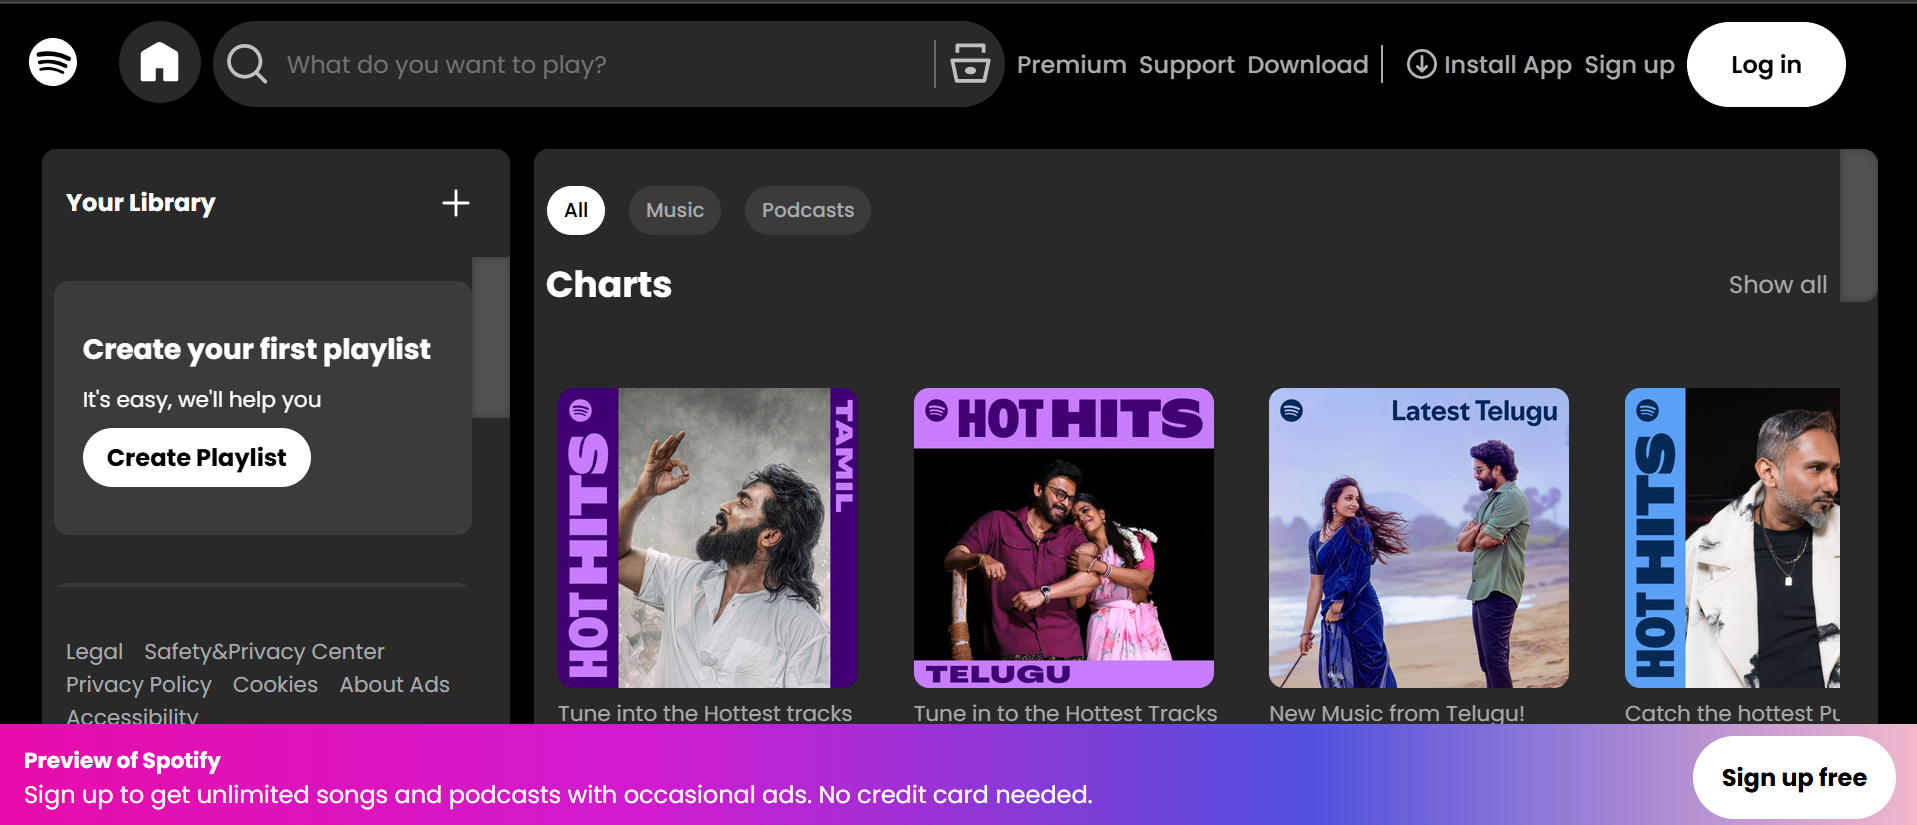 What do you want to play?
Premium Support Download
Install App Sign up Log in
Your Library
Create your first playlist
It's easy, we'll help you
Create Playlist
Legal Safety&Privacy Center
Privacy Policy Cookies About Ads
Accessibility
All Music Podcasts
Charts
Show all
HOT HITS
TAMIL
Tune into the Hottest tracks
HOT HITS
TELUGU
Tune in to the Hottest Tracks
Latest Telugu
New Music from Telugu!
HOT HITS
Catch the hottest Pu
Preview of Spotify
Sign up to get unlimited songs and podcasts with occasional ads. No credit card needed.
Sign up free